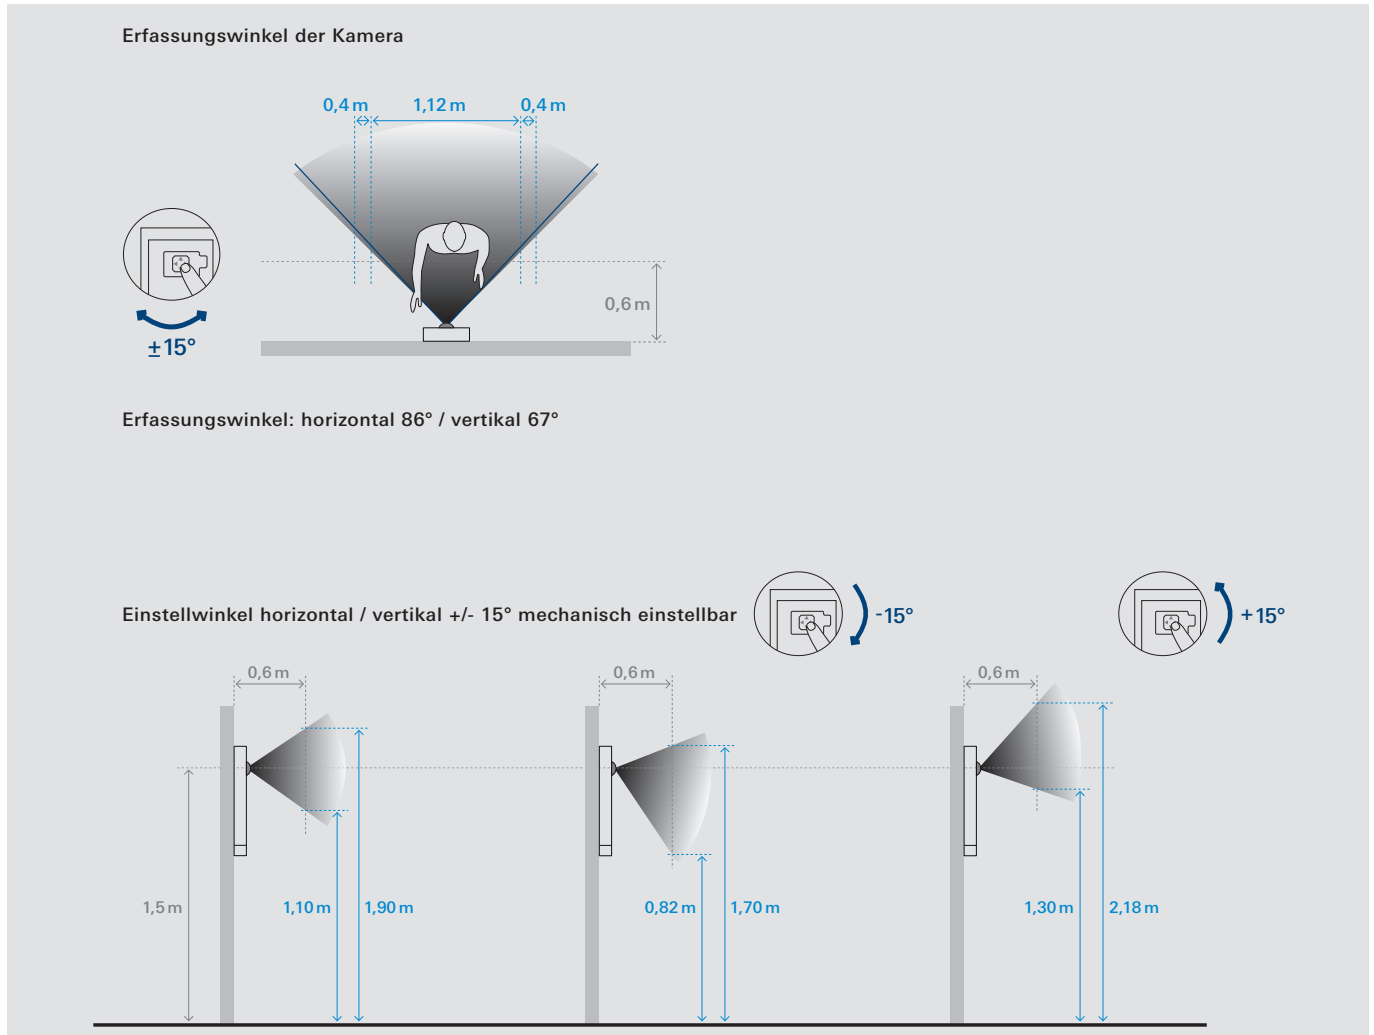 Erfassungswinkel der Kamera
0,4 m 1,12 m 0,4 m
0,6 m
±15°
Erfassungswinkel: horizontal 86° / vertikal 67°
Einstellwinkel horizontal / vertikal +/- 15° mechanisch einstellbar
-15°
+15°
0,6 m 0,6 m 0,6 m
1,5 m 1,10 m 1,90 m 0,82 m 1,70 m 1,30 m 2,18 m